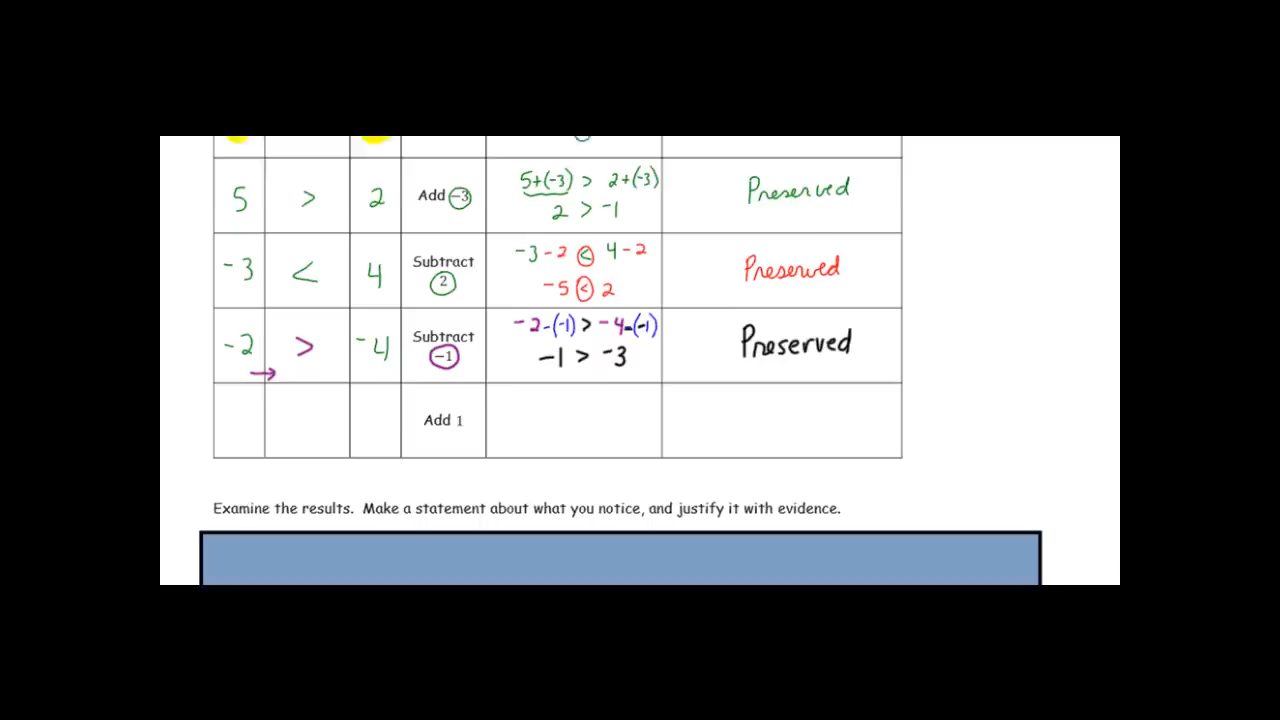 5 > 2 Add -3 5+(-3) > 2+(-3) Preserved
2 > -1
-3 < 4 Subtract 2 -3-2 < 4-2 Preserved
-5 < 2
-2 > -4 Subtract -1 -2-(-1) > -4-(-1) Preserved
-1 > -3
Add 1
Examine the results. Make a statement about what you notice, and justify it with evidence.